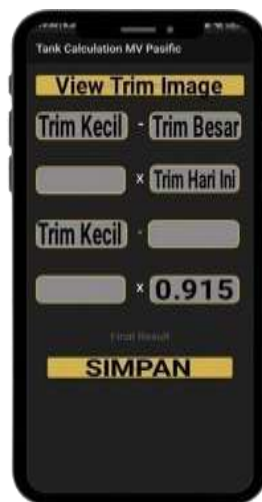 Tank Calculation MV Pasific
View Trim Image
Trim Kecil - Trim Besar
x Trim Hari Ini
Trim Kecil -
x 0.915
Final Result
SIMPAN